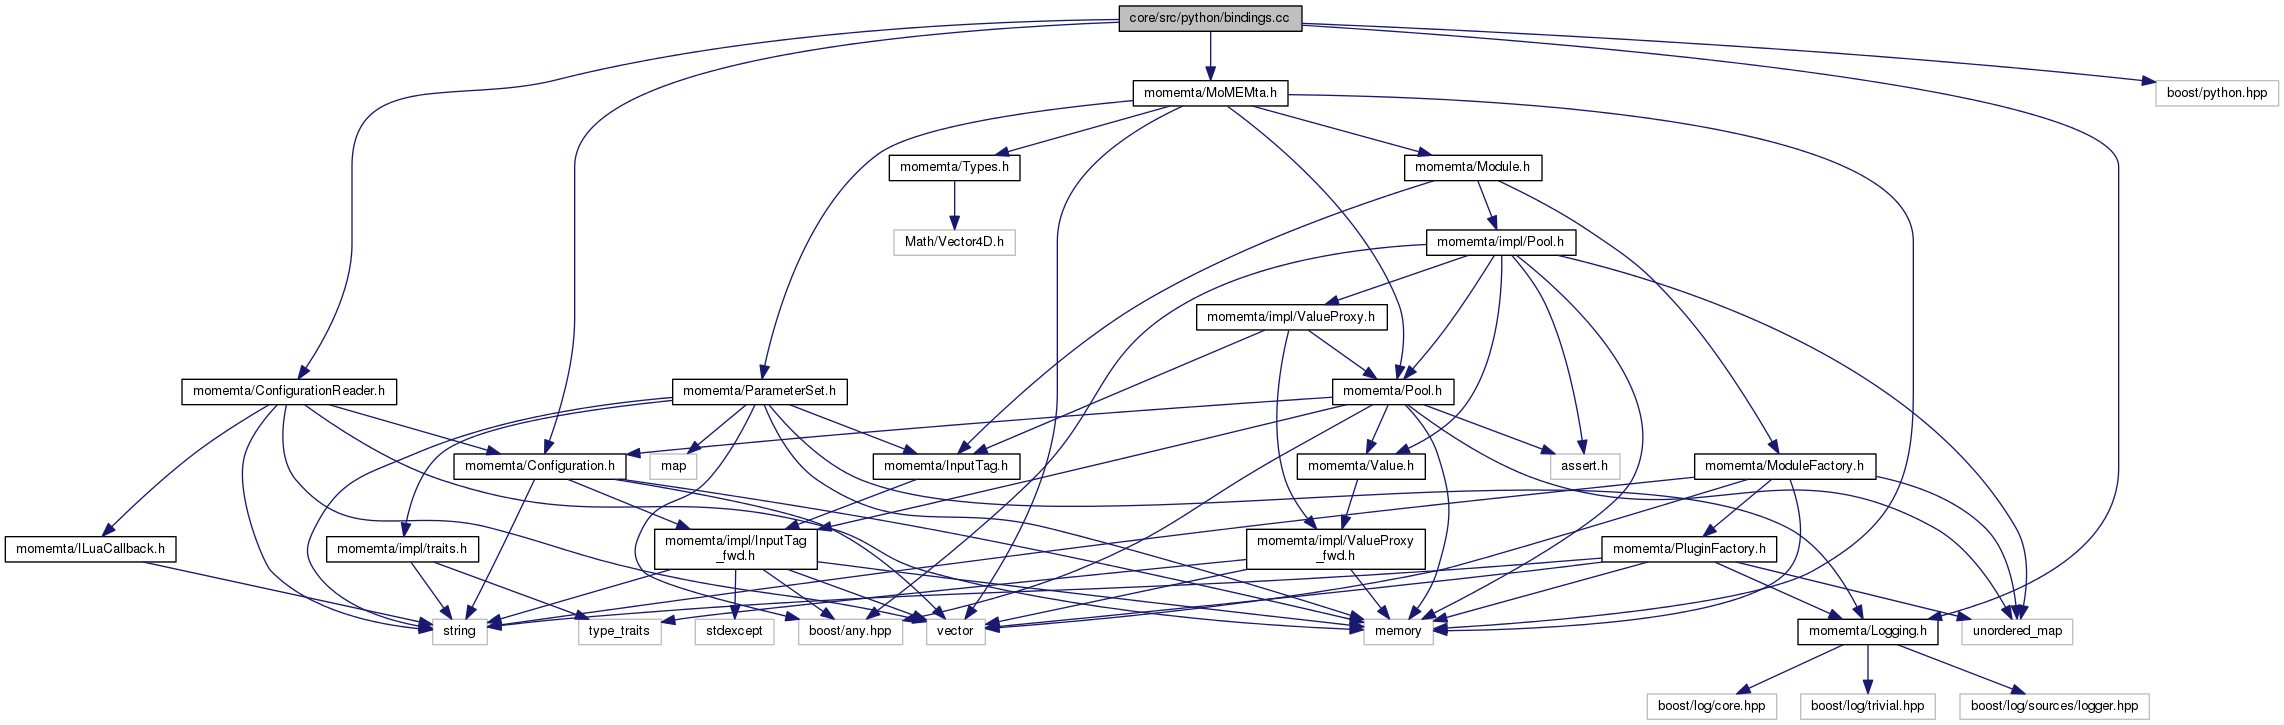 core/src/python/bindings.cc
momemta/MoMEMta.h
boost/python.hpp
momemta/Types.h
momemta/Module.h
Math/Vector4D.h
momemta/impl/Pool.h
momemta/impl/ValueProxy.h
momemta/ConfigurationReader.h
momemta/ParameterSet.h
momemta/Pool.h
momemta/Configuration.h
map
momemta/InputTag.h
momemta/Value.h
assert.h
momemta/ModuleFactory.h
momemta/ILuaCallback.h
momemta/impl/traits.h
momemta/impl/InputTag
_fwd.h
momemta/impl/ValueProxy
_fwd.h
momemta/PluginFactory.h
string
type_traits
stdexcept
boost/any.hpp
vector
memory
momemta/Logging.h
unordered_map
boost/log/core.hpp
boost/log/trivial.hpp
boost/log/sources/logger.hpp